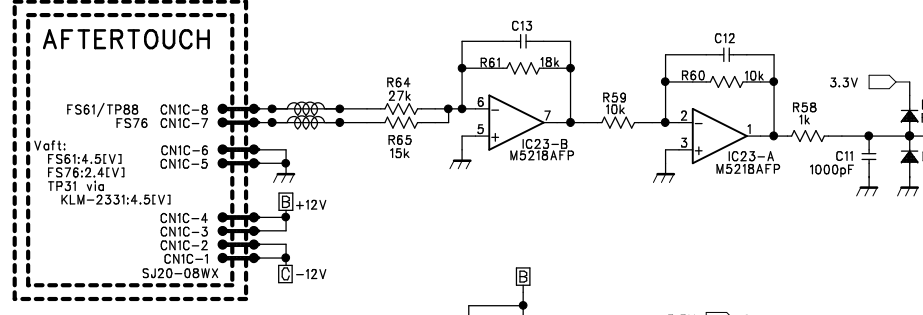 AFTERTOUCH
FS61/TP88 CN1C-8
FS76 CN1C-7
CN1C-6
CN1C-5
Vaft:
FS61:4.5[V]
FS76:2.4[V]
TP31 via
KLM-2331:4.5[V]
CN1C-4
CN1C-3
CN1C-2
CN1C-1
SJ20-08WX
B +12V
C -12V
R64
27k
R65
15k
C13
R61 18k
6
5
7
IC23-B
M5218AFP
R59
10k
C12
R60 10k
2
3
1
IC23-A
M5218AFP
3.3V
R58
1k
C11
1000pF
B